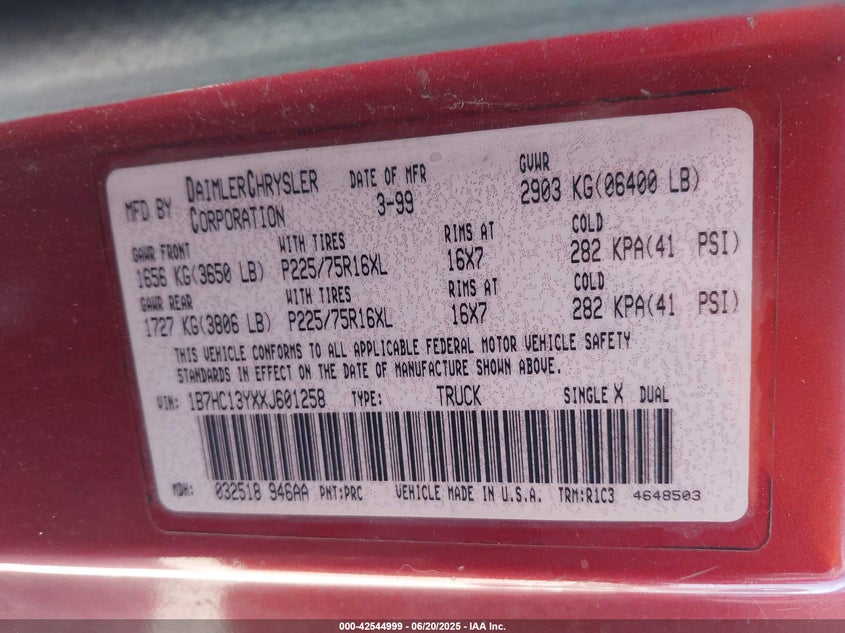 MFD BY DAIMLERCHRYSLER CORPORATION DATE OF MFR 3-99 GVWR 2903 KG(06400 LB)
GAWR FRONT WITH TIRES RIMS AT COLD
1656 KG(3650 LB) P225/75R16XL 16X7 282 KPA(41 PSI)
GAWR REAR WITH TIRES RIMS AT COLD
1727 KG(3806 LB) P225/75R16XL 16X7 282 KPA(41 PSI)
THIS VEHICLE CONFORMS TO ALL APPLICABLE FEDERAL MOTOR VEHICLE SAFETY
STANDARDS IN EFFECT ON THE DATE OF MANUFACTURE SHOWN ABOVE.
VIN: 1B7HC13YXXJ601258 TYPE: TRUCK SINGLE X DUAL
MDH: 032518 946AA PNT:PRC VEHICLE MADE IN U.S.A. TRM:R1C3 4648503
000-42544999 - 06/20/2025 - IAA Inc.